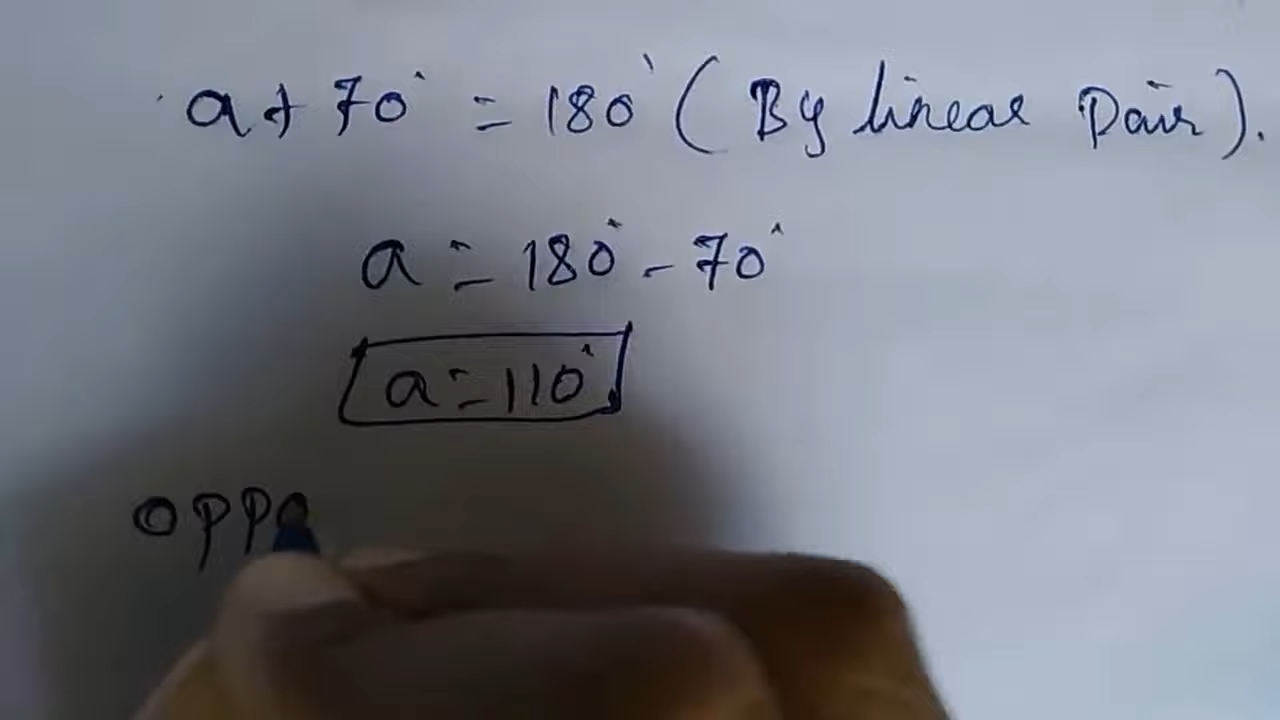 a + 70° = 180° (By linear Pair).
a = 180° - 70°
a = 110°
oppo